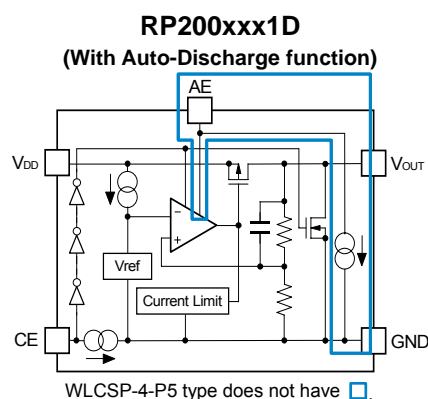 RP200xxx1D
(With Auto-Discharge function)
AE
VDD
VOUT
−
+
Vref
Current Limit
CE
GND
WLCSP-4-P5 type does not have □.